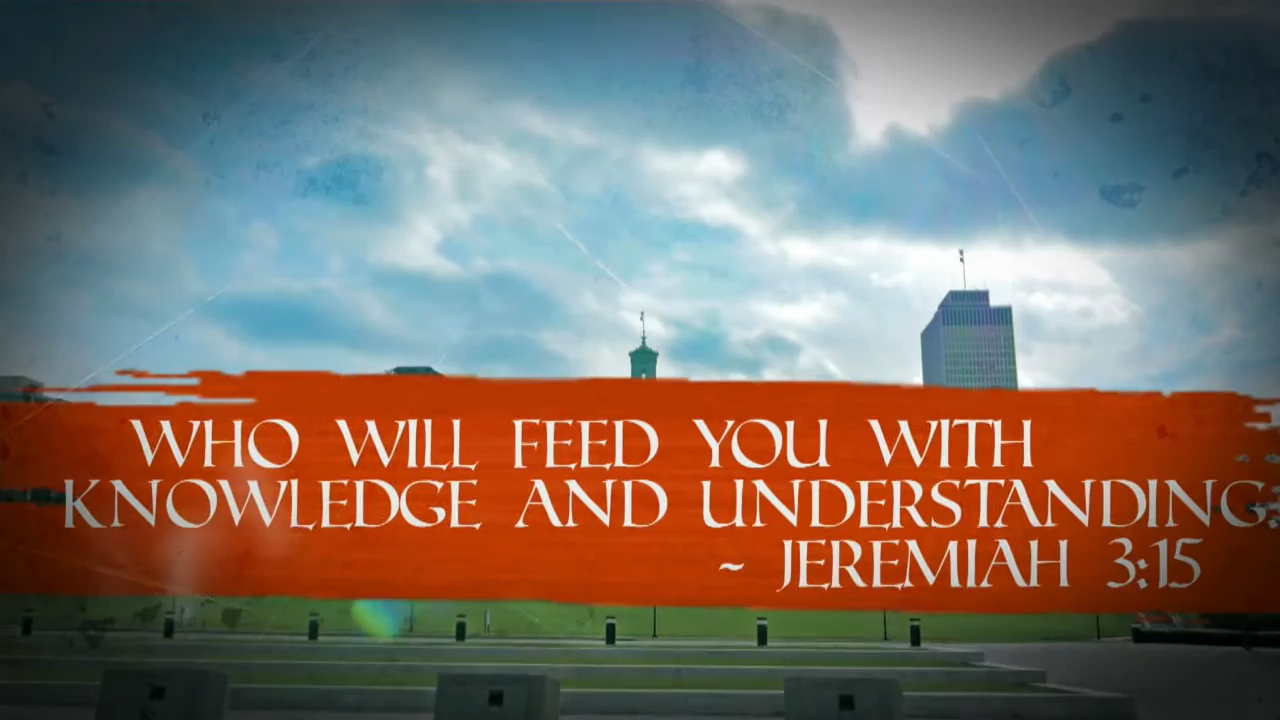 WHO WILL FEED YOU WITH
KNOWLEDGE AND UNDERSTANDING.
~ JEREMIAH 3:15